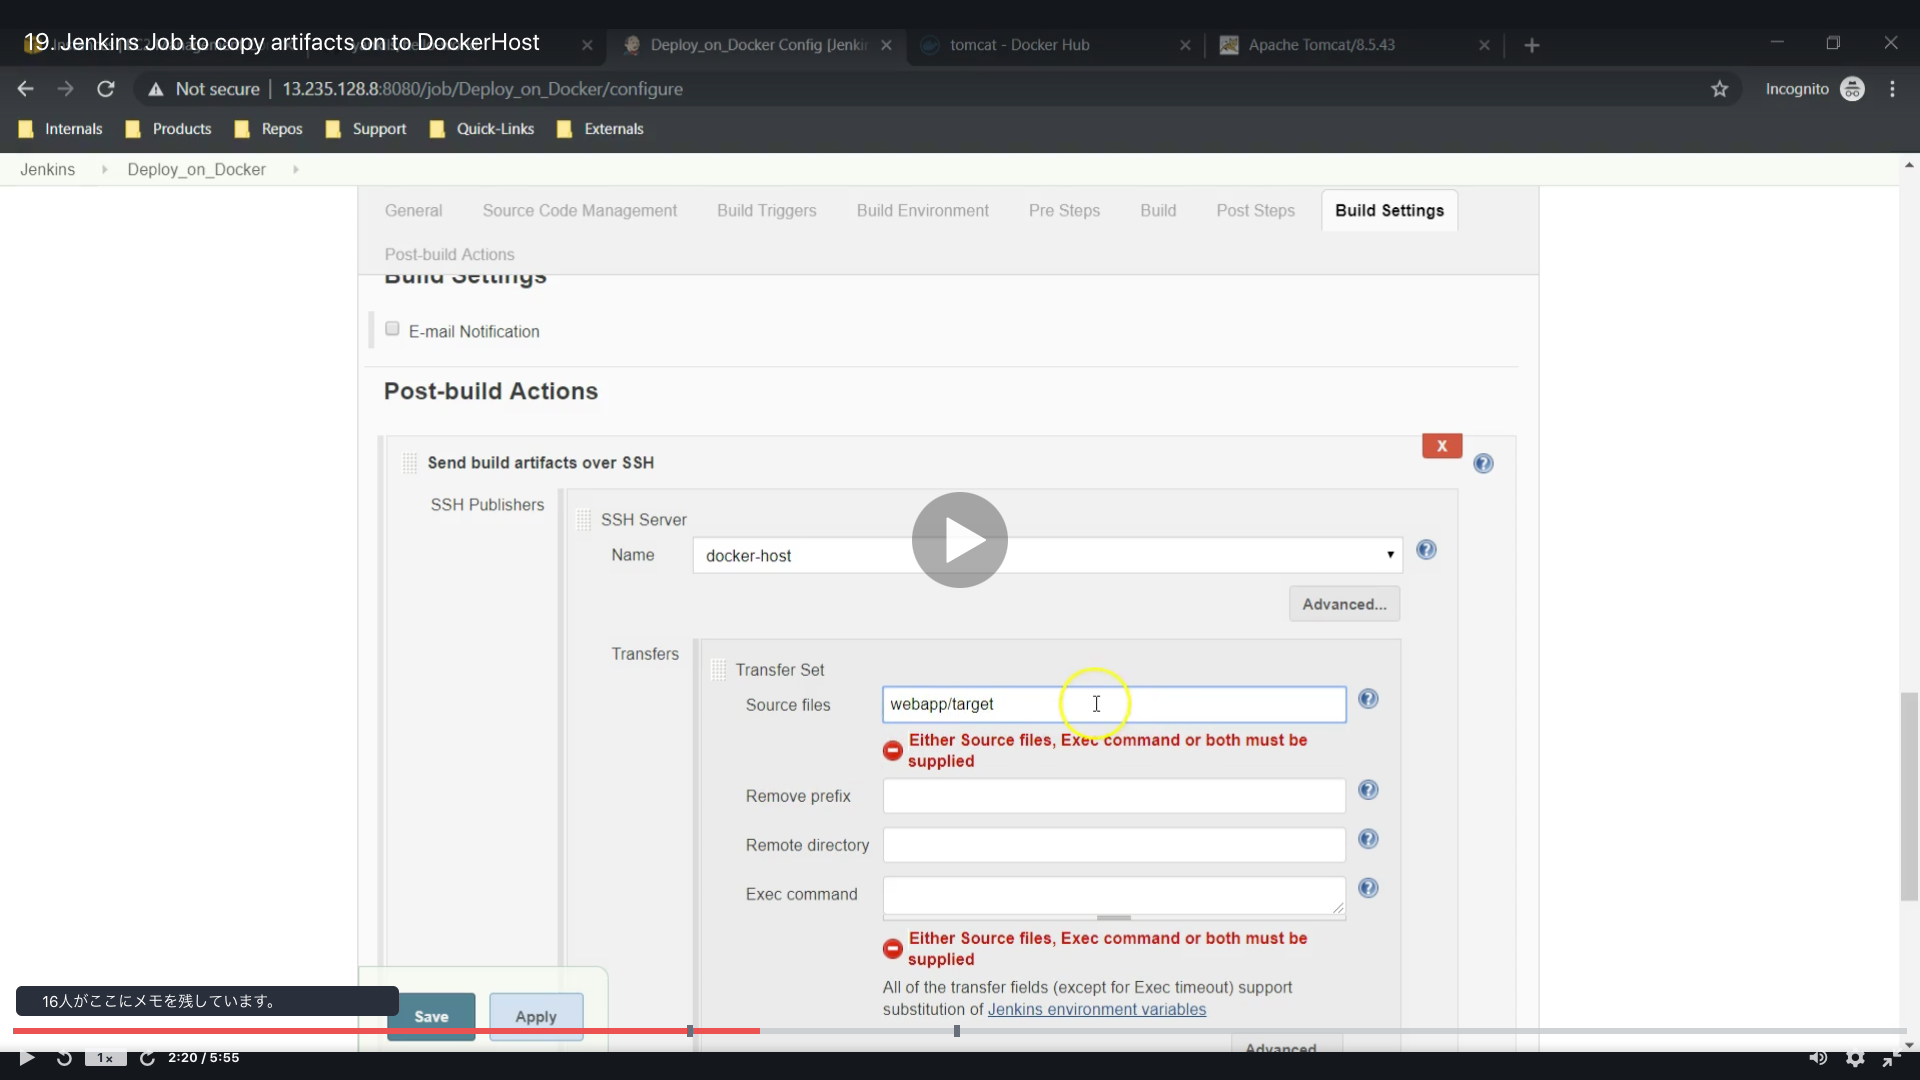 19. Jenkins Job to copy artifacts on to DockerHost
Deploy_on_Docker Config [Jenki
tomcat - Docker Hub
Apache Tomcat/8.5.43
Not secure
13.235.128.8:8080/job/Deploy_on_Docker/configure
Incognito
Internals
Products
Repos
Support
Quick-Links
Externals
Jenkins
Deploy_on_Docker
General
Source Code Management
Build Triggers
Build Environment
Pre Steps
Build
Post Steps
Build Settings
Post-build Actions
Build Settings
E-mail Notification
Post-build Actions
X
Send build artifacts over SSH
SSH Publishers
SSH Server
Name
docker-host
Advanced...
Transfers
Transfer Set
Source files
webapp/target
Either Source files, Exec command or both must be
supplied
Remove prefix
Remote directory
Exec command
Either Source files, Exec command or both must be
supplied
All of the transfer fields (except for Exec timeout) support
substitution of Jenkins environment variables
Advanced
16人がここにメモを残しています。
Save
Apply
1x
2:20 / 5:55